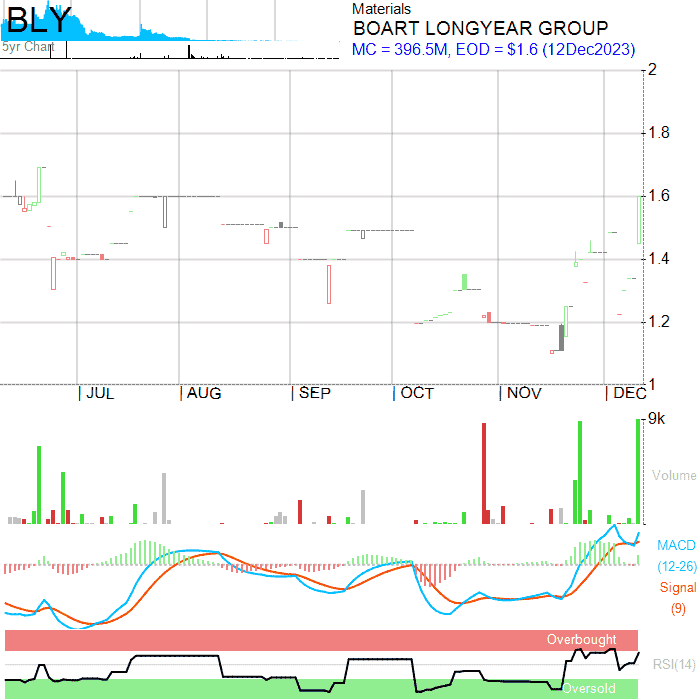 BLY
5yr Chart
Materials
BOART LONGYEAR GROUP
MC = 396.5M, EOD = $1.6 (12Dec2023)
2
1.8
1.6
1.4
1.2
1
| JUL | AUG | SEP | OCT | NOV | DEC
9k
Volume
MACD
(12-26)
Signal
(9)
Overbought
RSI(14)
Oversold